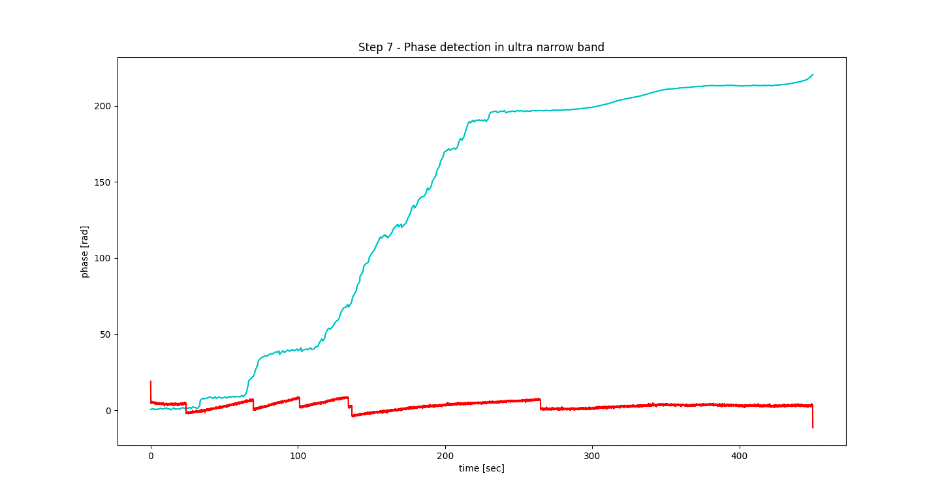 Step 7 - Phase detection in ultra narrow band
200
150
100
50
0
phase [rad]
0 100 200 300 400
time [sec]